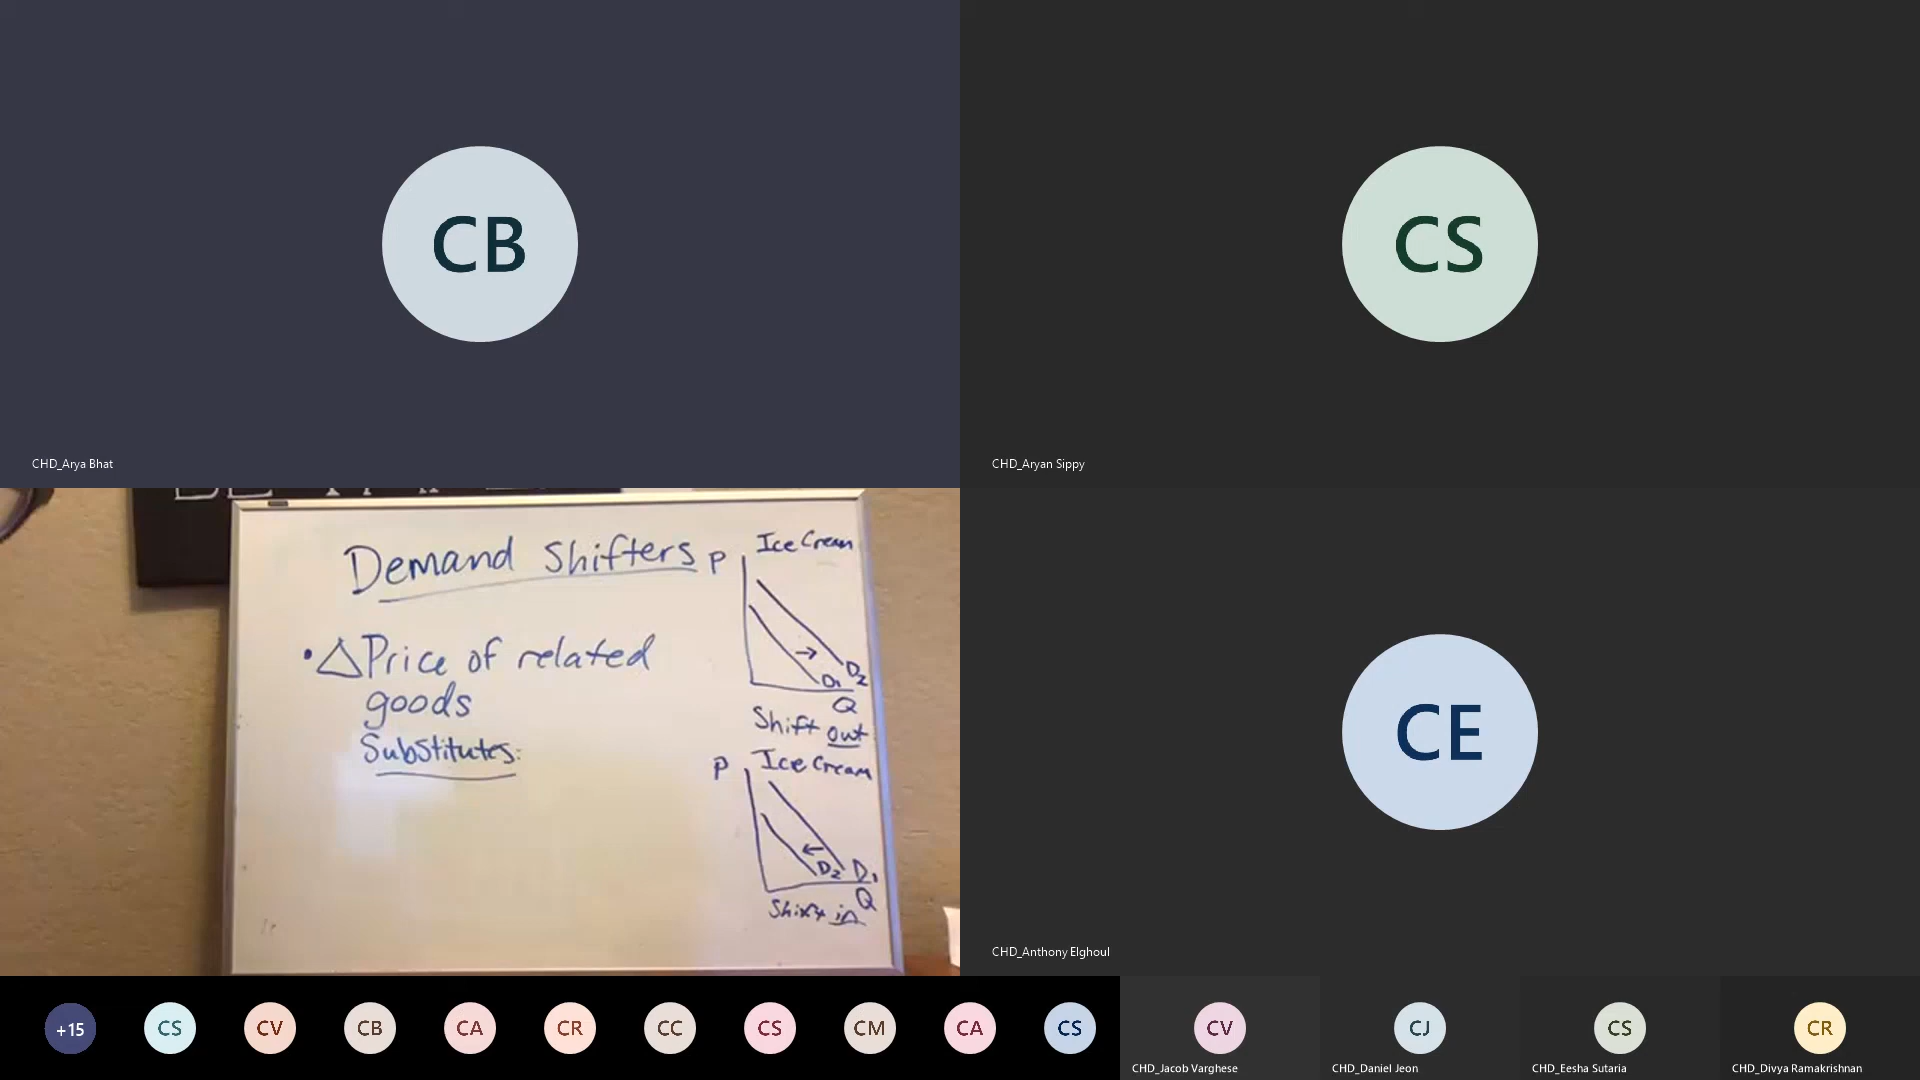 CB
CHD_Arya Bhat
CS
CHD_Aryan Sippy
Demand Shifters
• △ Price of related
goods
Substitutes:
P
Ice Cream
D1
D2
Q
Shift out
P
Ice Cream
D2
D1
Q
Shift in
CE
CHD_Anthony Elghoul
+15
CS
CV
CB
CA
CR
CC
CS
CM
CA
CS
CV
CHD_Jacob Varghese
CJ
CHD_Daniel Jeon
CS
CHD_Eesha Sutaria
CR
CHD_Divya Ramakrishnan